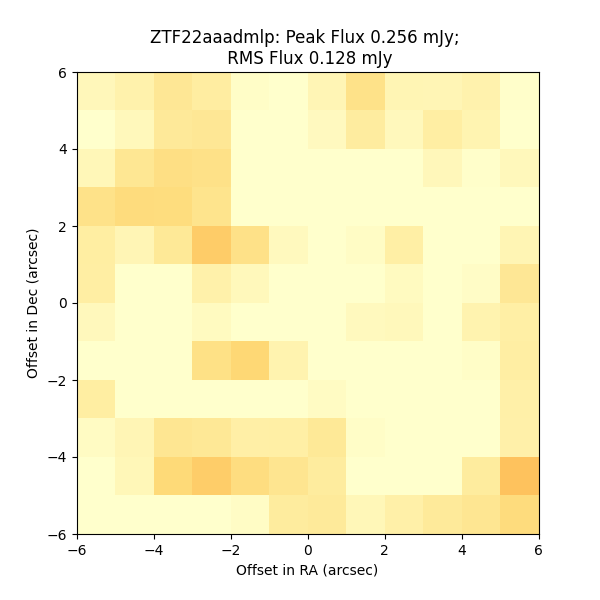 ZTF22aaadmlp: Peak Flux 0.256 mJy;
RMS Flux 0.128 mJy
6
4
2
0
−2
−4
−6
Offset in Dec (arcsec)
−6 −4 −2 0 2 4 6
Offset in RA (arcsec)